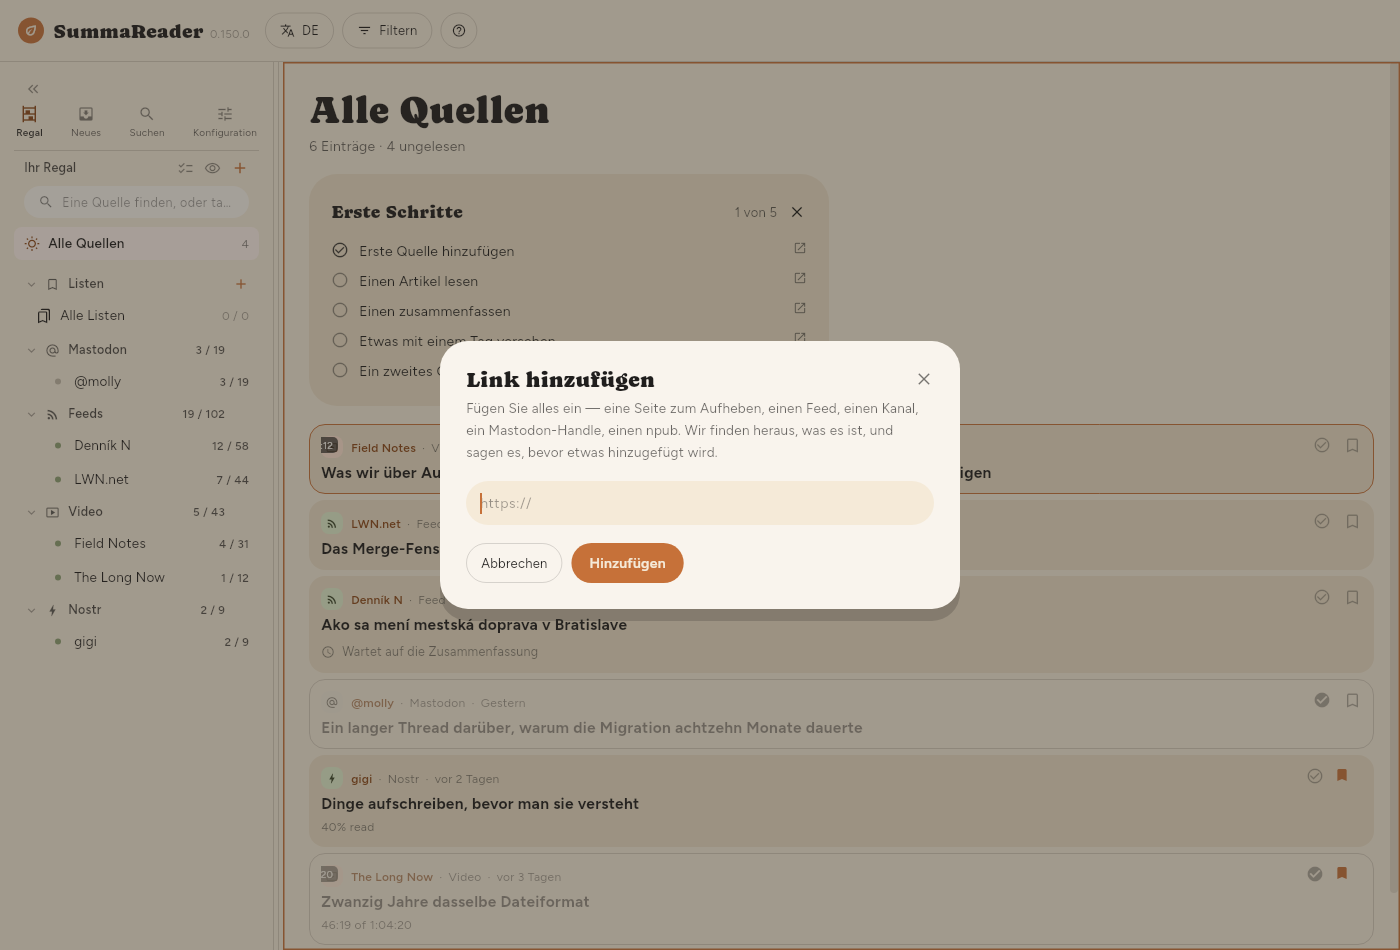 SummaReader 0.150.0
DE
Filtern
Regal
Neues
Suchen
Konfiguration
Ihr Regal
Eine Quelle finden, oder ta...
Alle Quellen 4
Listen
Alle Listen 0 / 0
Mastodon 3 / 19
@molly 3 / 19
Feeds 19 / 102
Denník N 12 / 58
LWN.net 7 / 44
Video 5 / 43
Field Notes 4 / 31
The Long Now 1 / 12
Nostr 2 / 9
gigi 2 / 9
Alle Quellen
6 Einträge · 4 ungelesen
Erste Schritte 1 von 5
Erste Quelle hinzufügen
Einen Artikel lesen
Einen zusammenfassen
Etwas mit einem Tag versehen
Ein zweites
Link hinzufügen
Fügen Sie alles ein — eine Seite zum Aufheben, einen Feed, einen Kanal,
ein Mastodon-Handle, einen npub. Wir finden heraus, was es ist, und
sagen es, bevor etwas hinzugefügt wird.
https://
Abbrechen
Hinzufügen
:12 Field Notes · V
Was wir über Au igen
LWN.net · Feed
Das Merge-Fens
Denník N · Feed
Ako sa mení mestská doprava v Bratislave
Wartet auf die Zusammenfassung
@molly · Mastodon · Gestern
Ein langer Thread darüber, warum die Migration achtzehn Monate dauerte
gigi · Nostr · vor 2 Tagen
Dinge aufschreiben, bevor man sie versteht
40% read
20 The Long Now · Video · vor 3 Tagen
Zwanzig Jahre dasselbe Dateiformat
46:19 of 1:04:20